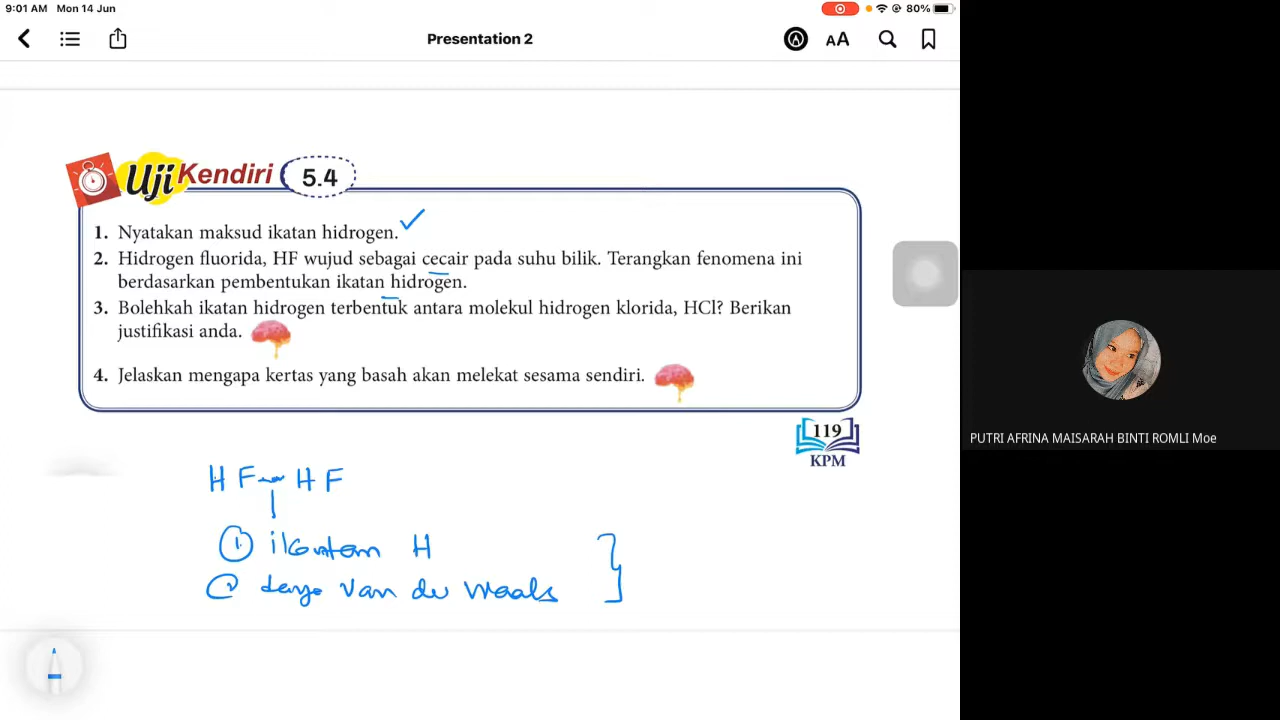 9:01 AM Mon 14 Jun
80%
Presentation 2
AA
Uji Kendiri 5.4
1. Nyatakan maksud ikatan hidrogen.
2. Hidrogen fluorida, HF wujud sebagai cecair pada suhu bilik. Terangkan fenomena ini
berdasarkan pembentukan ikatan hidrogen.
3. Bolehkah ikatan hidrogen terbentuk antara molekul hidrogen klorida, HCl? Berikan
justifikasi anda.
4. Jelaskan mengapa kertas yang basah akan melekat sesama sendiri.
119
KPM
PUTRI AFRINA MAISARAH BINTI ROMLI Moe
H F H F
1 ikatan H
2 daya Van der Waals